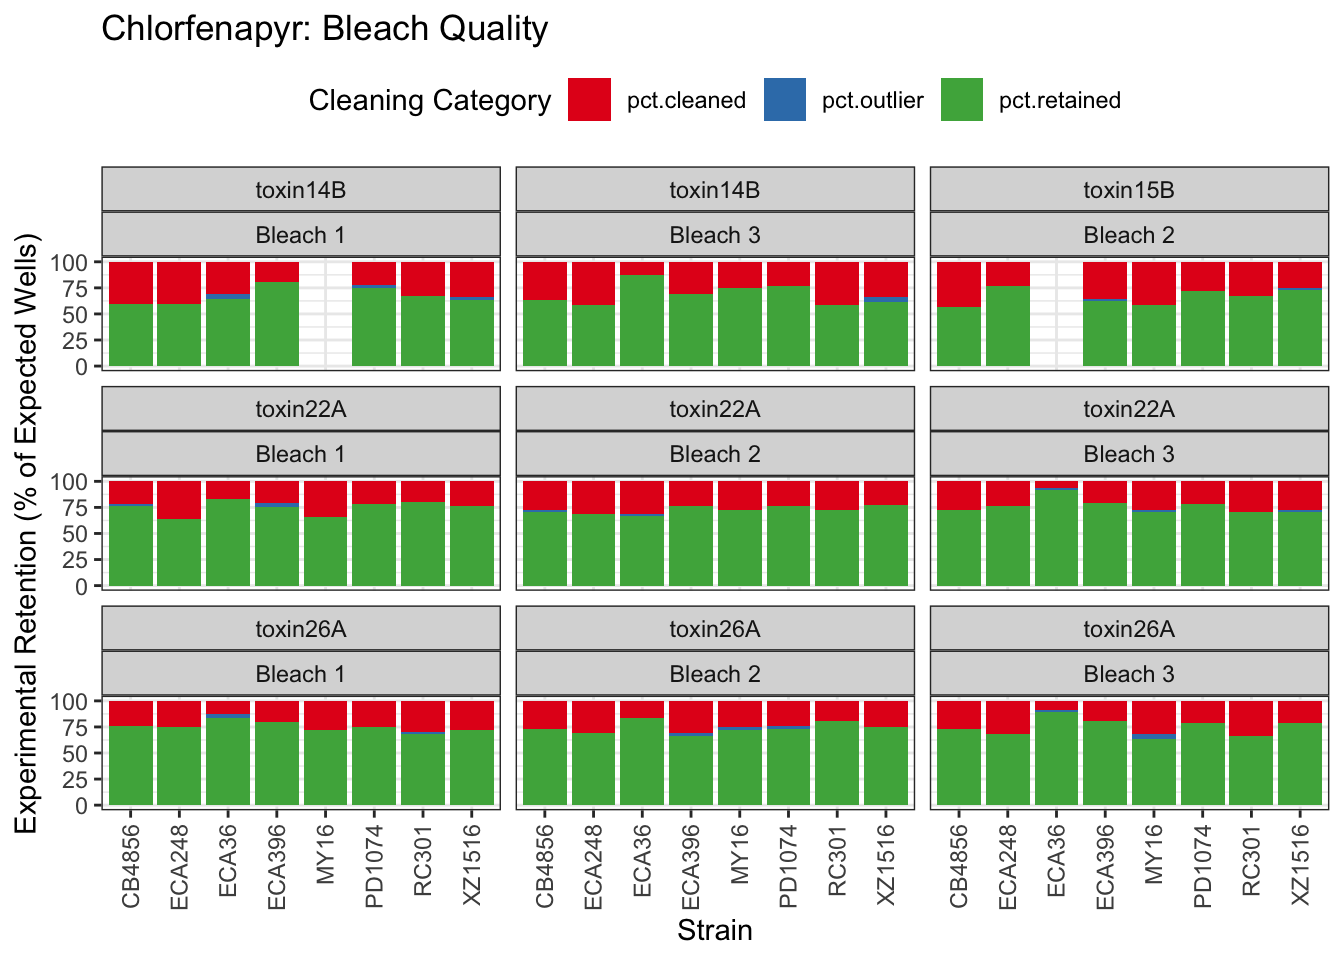 Chlorfenapyr: Bleach Quality
Cleaning Category pct.cleaned pct.outlier pct.retained
toxin14B toxin14B toxin15B
Bleach 1 Bleach 3 Bleach 2
100
75
50
25
0
toxin22A toxin22A toxin22A
Bleach 1 Bleach 2 Bleach 3
100
75
50
25
0
toxin26A toxin26A toxin26A
Bleach 1 Bleach 2 Bleach 3
100
75
50
25
0
Experimental Retention (% of Expected Wells)
CB4856 ECA248 ECA36 ECA396 MY16 PD1074 RC301 XZ1516 CB4856 ECA248 ECA36 ECA396 MY16 PD1074 RC301 XZ1516 CB4856 ECA248 ECA36 ECA396 MY16 PD1074 RC301 XZ1516
Strain